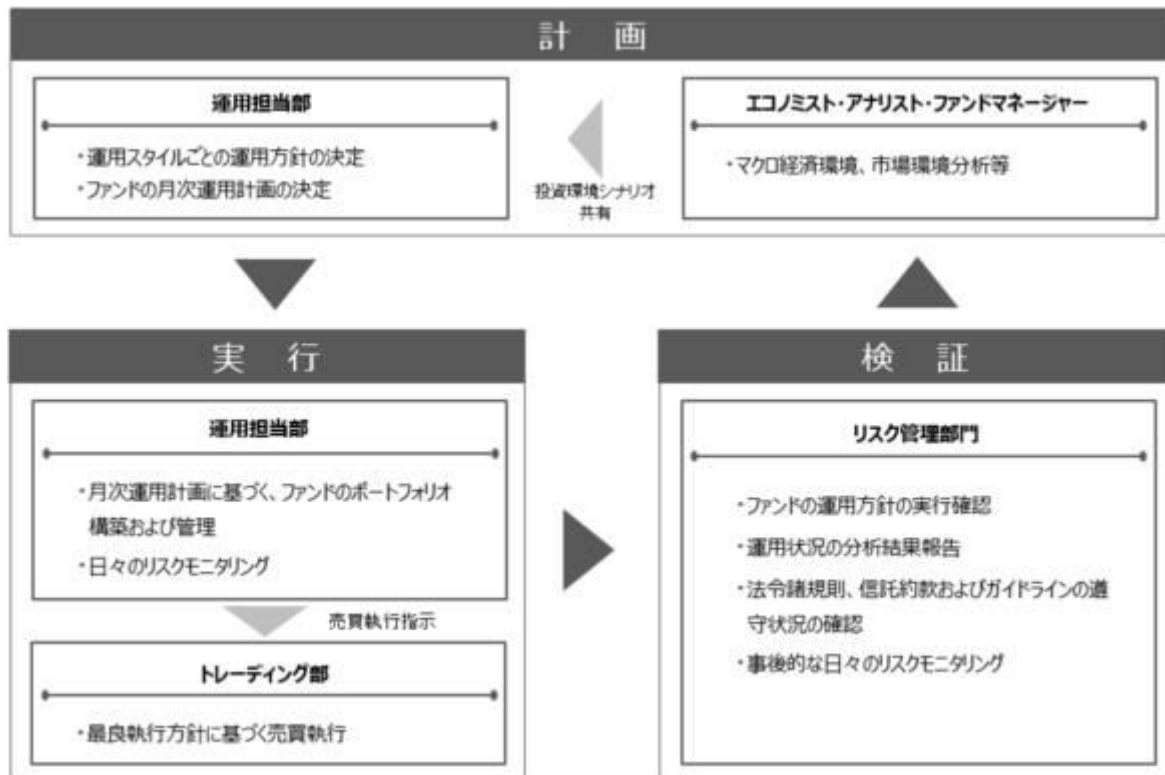 計 画
運用担当部
・運用スタイルごとの運用方針の決定
・ファンドの月次運用計画の決定
投資環境シナリオ
共有
エコノミスト・アナリスト・ファンドマネージャー
・マクロ経済環境、市場環境分析等
実 行
運用担当部
・月次運用計画に基づく、ファンドのポートフォリオ
構築および管理
・日々のリスクモニタリング
売買執行指示
トレーディング部
・最良執行方針に基づく売買執行
検 証
リスク管理部門
・ファンドの運用方針の実行確認
・運用状況の分析結果報告
・法令諸規則、信託約款およびガイドラインの遵
守状況の確認
・事後的な日々のリスクモニタリング